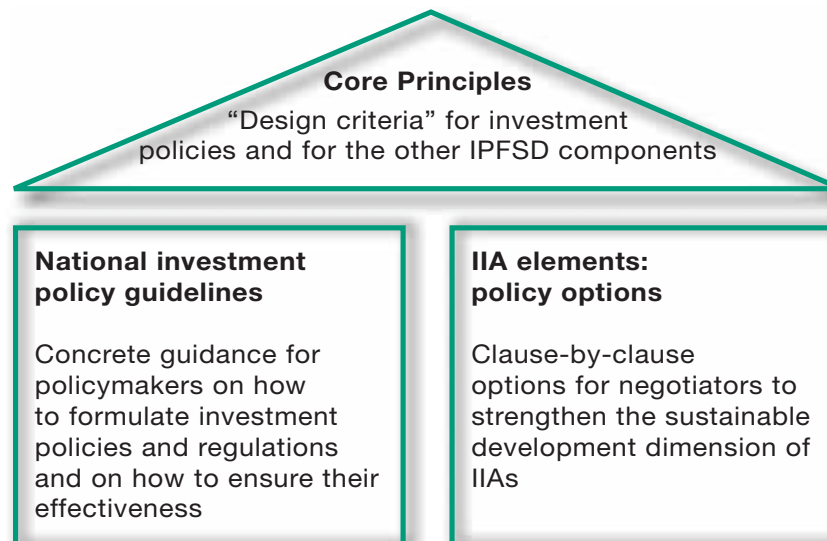 Core Principles
“Design criteria” for investment
policies and for the other IPFSD components
National investment
policy guidelines
Concrete guidance for
policymakers on how
to formulate investment
policies and regulations
and on how to ensure their
effectiveness
IIA elements:
policy options
Clause-by-clause
options for negotiators to
strengthen the sustainable
development dimension of
IIAs